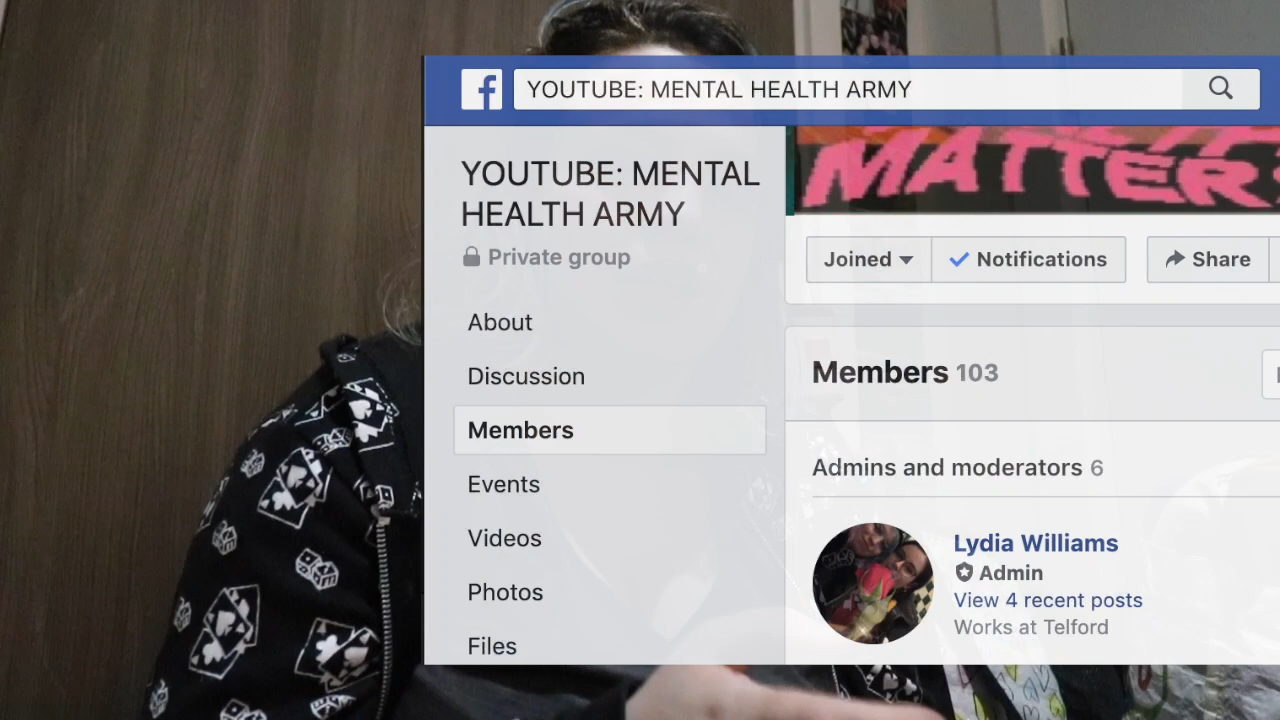 YOUTUBE: MENTAL HEALTH ARMY
YOUTUBE: MENTAL
HEALTH ARMY
Private group
About
Discussion
Members
Events
Videos
Photos
Files
MATTER
Joined
Notifications
Share
Members 103
Admins and moderators 6
Lydia Williams
Admin
View 4 recent posts
Works at Telford